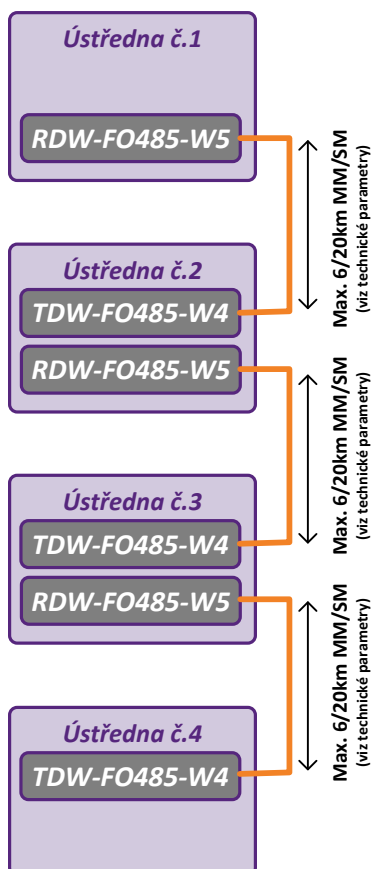 Ústředna č.1
RDW-FO485-W5
Max. 6/20km MM/SM
(viz technické parametry)
Ústředna č.2
TDW-FO485-W4
RDW-FO485-W5
Max. 6/20km MM/SM
(viz technické parametry)
Ústředna č.3
TDW-FO485-W4
RDW-FO485-W5
Max. 6/20km MM/SM
(viz technické parametry)
Ústředna č.4
TDW-FO485-W4